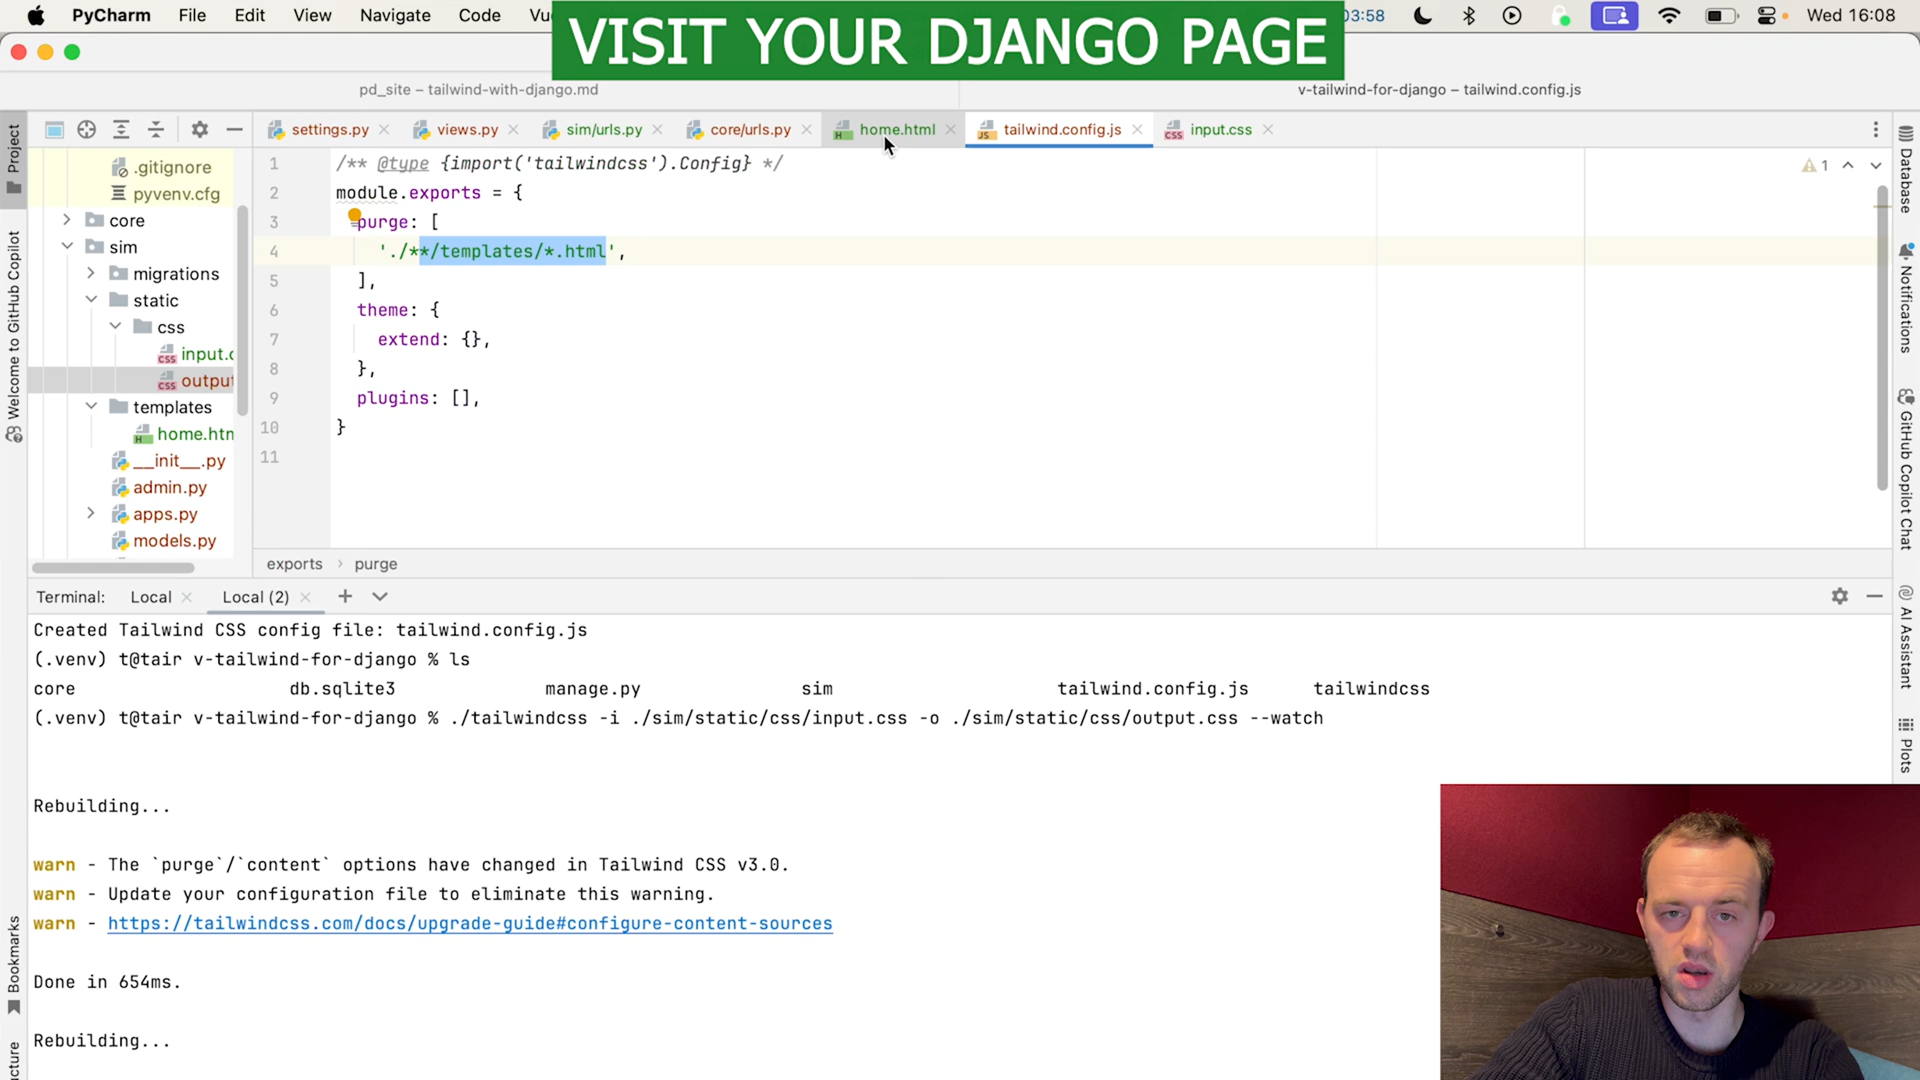 PyCharm File Edit View Navigate Code
VISIT YOUR DJANGO PAGE
03:58
Wed 16:08
pd_site – tailwind-with-django.md
v-tailwind-for-django – tailwind.config.js
settings.py views.py sim/urls.py core/urls.py home.html tailwind.config.js input.css
Project
Welcome to GitHub Copilot
Bookmarks
.gitignore
pyvenv.cfg
core
sim
migrations
static
css
templates
__init__.py
admin.py
apps.py
models.py
1 /** @type {import('tailwindcss').Config} */
2 module.exports = {
3 purge: [
4 './**/templates/*.html',
5 ],
6 theme: {
7 extend: {},
8 },
9 plugins: [],
10 }
11
1
exports › purge
Database
Notifications
GitHub Copilot Chat
AI Assistant
Plots
Terminal: Local Local (2)
Created Tailwind CSS config file: tailwind.config.js
(.venv) t@tair v-tailwind-for-django % ls
core db.sqlite3 manage.py sim tailwind.config.js tailwindcss
(.venv) t@tair v-tailwind-for-django % ./tailwindcss -i ./sim/static/css/input.css -o ./sim/static/css/output.css --watch
Rebuilding...
warn - The `purge`/`content` options have changed in Tailwind CSS v3.0.
warn - Update your configuration file to eliminate this warning.
warn - https://tailwindcss.com/docs/upgrade-guide#configure-content-sources
Done in 654ms.
Rebuilding...